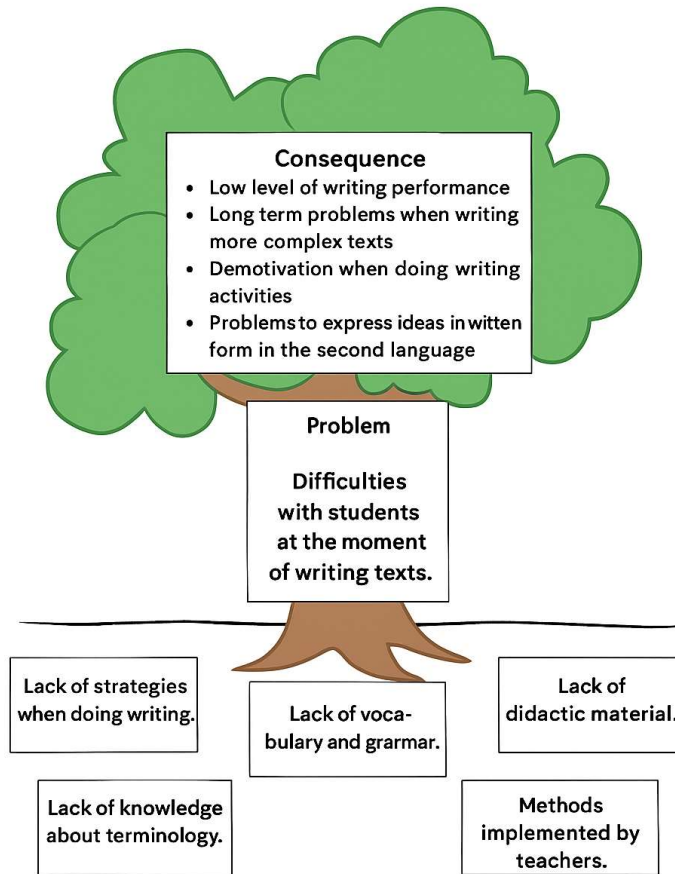 Consequence
• Low level of writing performance
• Long term problems when writing
more complex texts
• Demotivation when doing writing
activities
• Problems to express ideas in witten
form in the second language
Problem
Difficulties
with students
at the moment
of writing texts.
Lack of strategies
when doing writing.
Lack of voca-
bulary and grarmar.
Lack of
didactic material.
Lack of knowledge
about terminology.
Methods
implemented by
teachers.